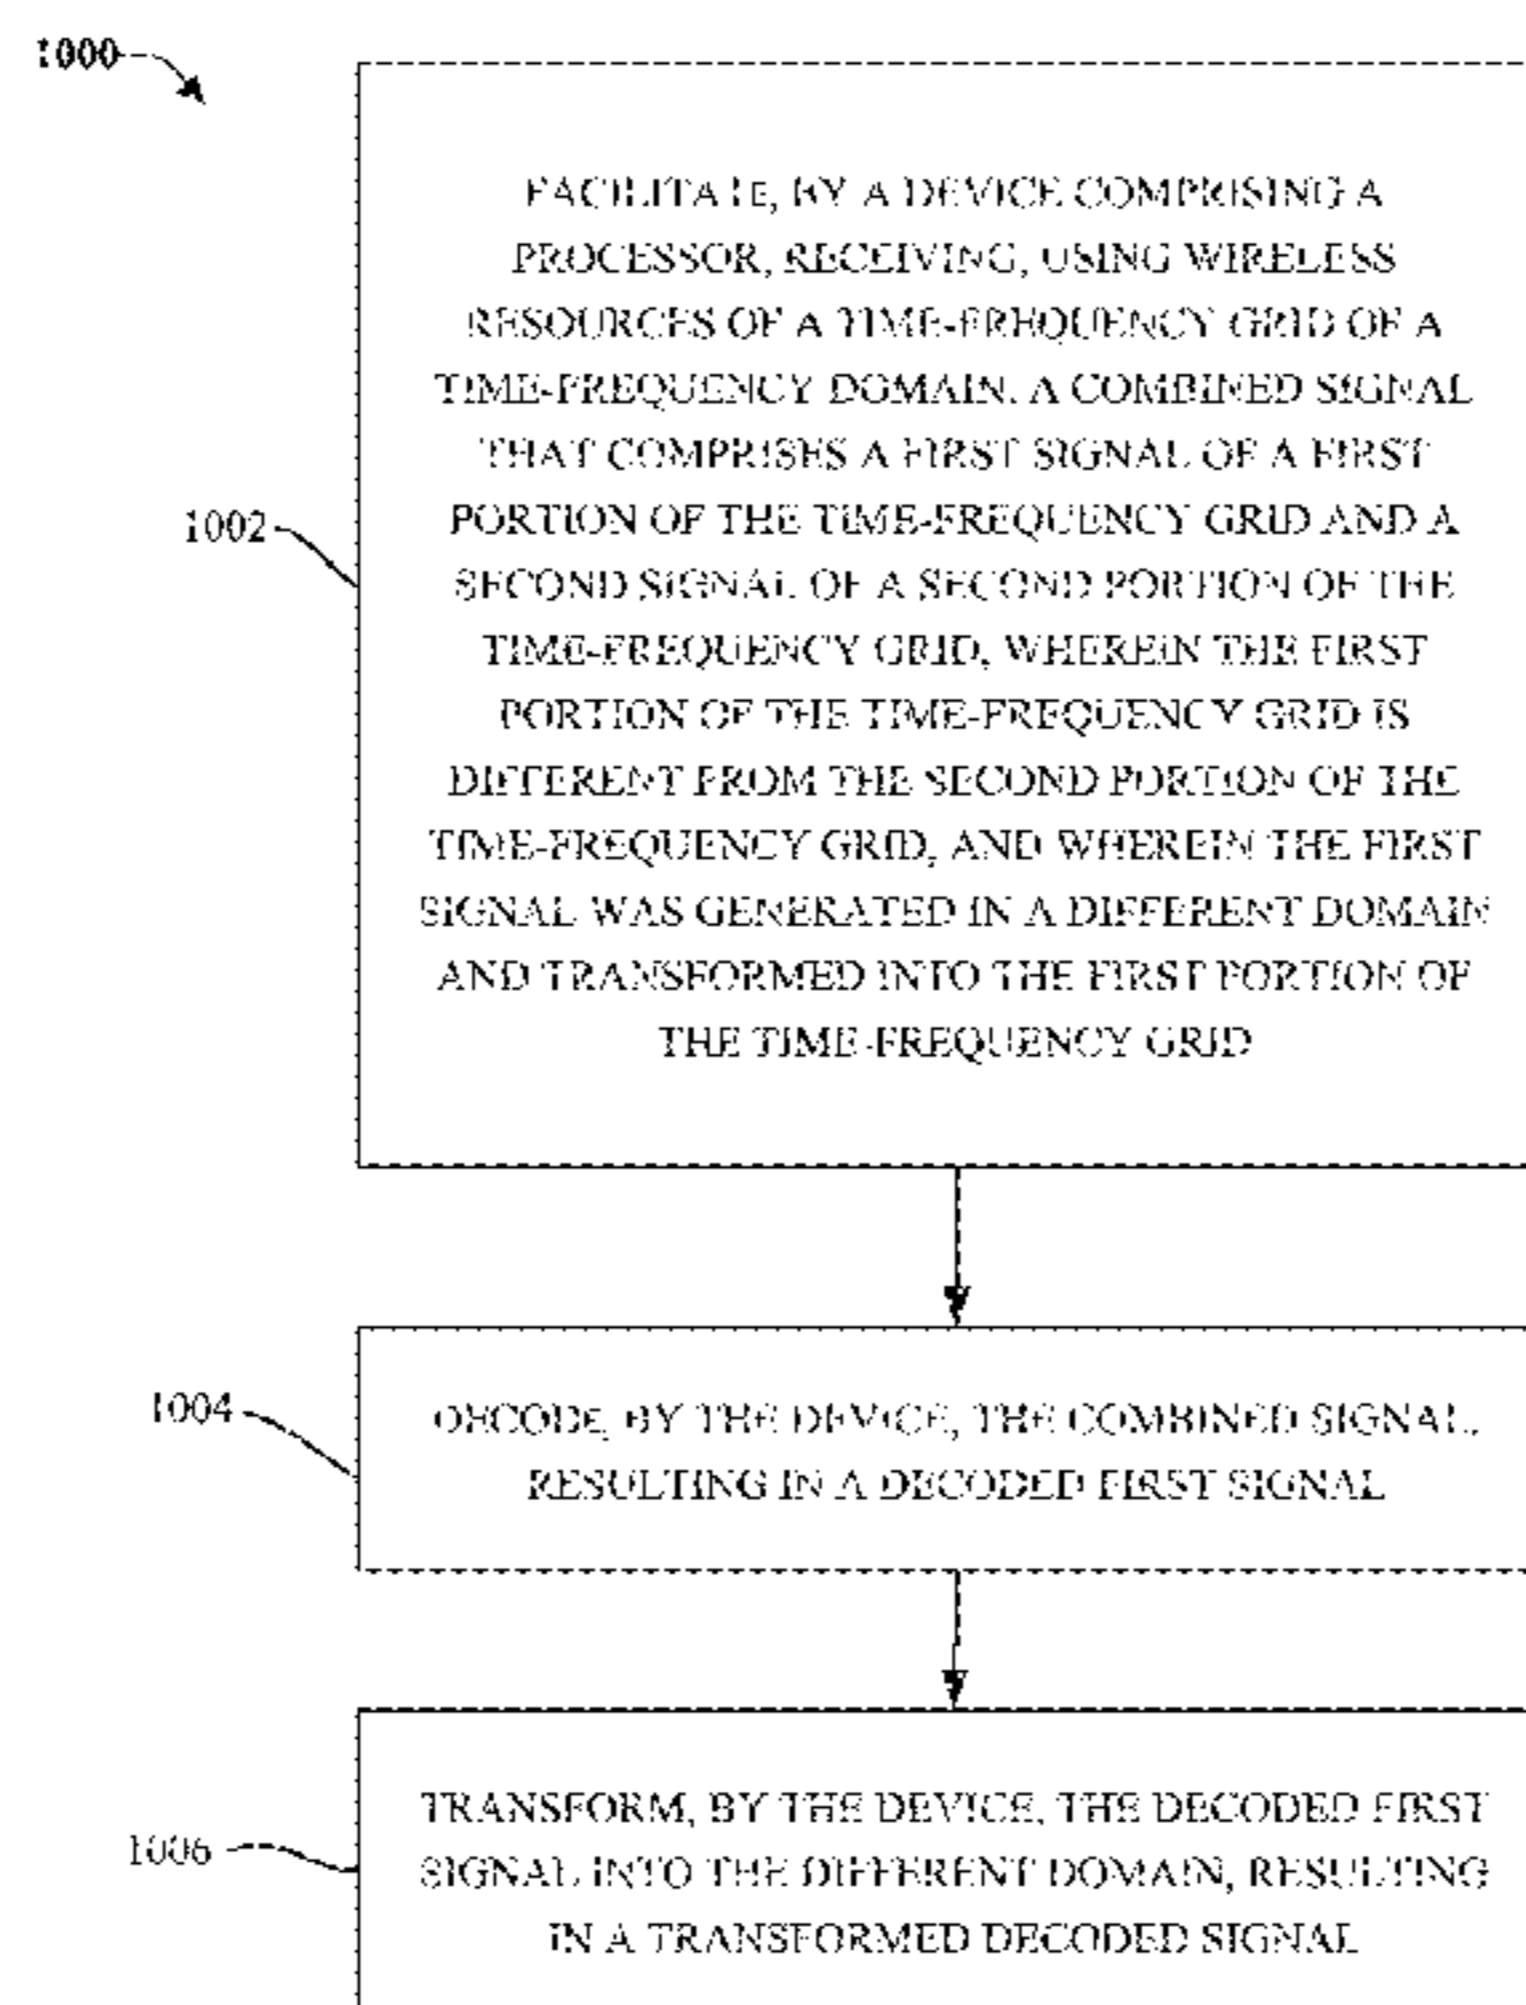 1000
FACILITATE, BY A DEVICE COMPRISING A
PROCESSOR, RECEIVING, USING WIRELESS
RESOURCES OF A TIME-FREQUENCY GRID OF A
TIME-FREQUENCY DOMAIN, A COMBINED SIGNAL
THAT COMPRISES A FIRST SIGNAL OF A FIRST
PORTION OF THE TIME-FREQUENCY GRID AND A
SECOND SIGNAL OF A SECOND PORTION OF THE
TIME-FREQUENCY GRID, WHEREIN THE FIRST
PORTION OF THE TIME-FREQUENCY GRID IS
DIFFERENT FROM THE SECOND PORTION OF THE
TIME-FREQUENCY GRID, AND WHEREIN THE FIRST
SIGNAL WAS GENERATED IN A DIFFERENT DOMAIN
AND TRANSFORMED INTO THE FIRST PORTION OF
THE TIME-FREQUENCY GRID
1002
DECODE, BY THE DEVICE, THE COMBINED SIGNAL,
RESULTING IN A DECODED FIRST SIGNAL
1004
TRANSFORM, BY THE DEVICE, THE DECODED FIRST
SIGNAL INTO THE DIFFERENT DOMAIN, RESULTING
IN A TRANSFORMED DECODED SIGNAL
1006